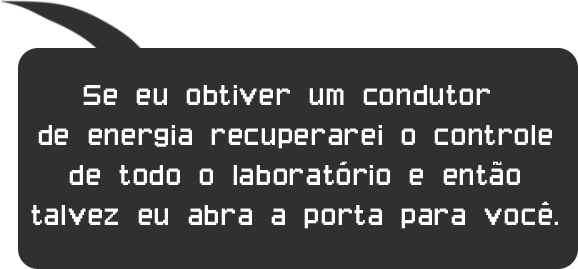 Se eu obtiver um condutor
de energia recuperarei o controle
de todo o laboratório e então
talvez eu abra a porta para você.